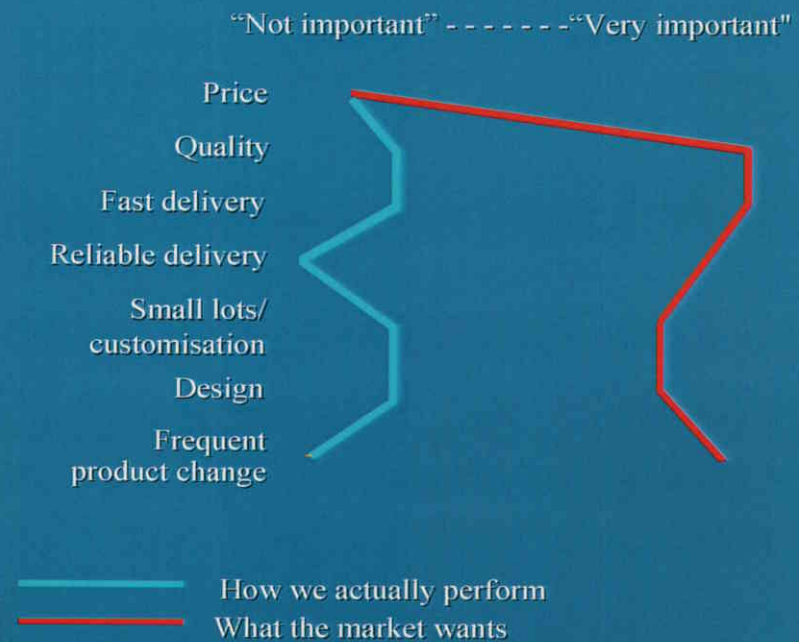 “Not important” - - - - - - - “Very important"
Price
Quality
Fast delivery
Reliable delivery
Small lots/
customisation
Design
Frequent
product change
How we actually perform
What the market wants